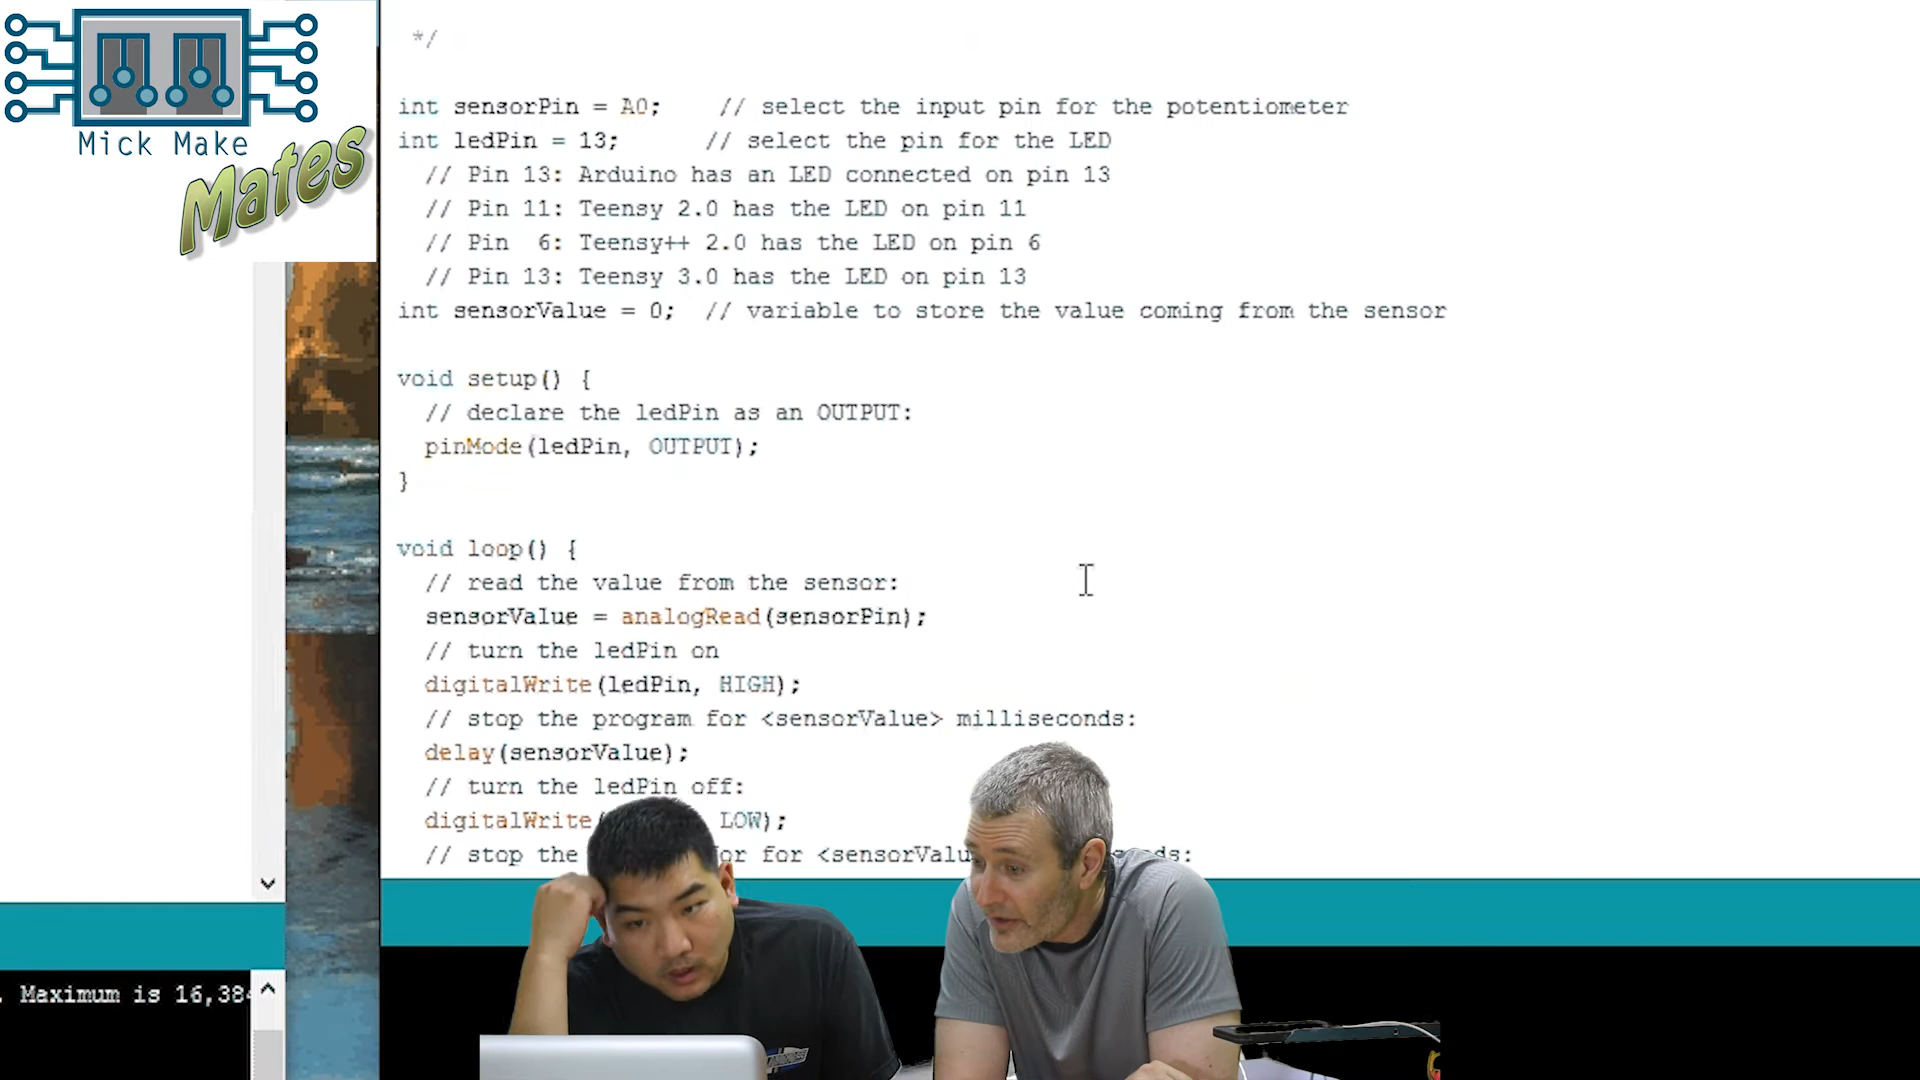 Mick Make
Mates
*/
int sensorPin = A0;    // select the input pin for the potentiometer
int ledPin = 13;      // select the pin for the LED
// Pin 13: Arduino has an LED connected on pin 13
// Pin 11: Teensy 2.0 has the LED on pin 11
// Pin  6: Teensy++ 2.0 has the LED on pin 6
// Pin 13: Teensy 3.0 has the LED on pin 13
int sensorValue = 0;  // variable to store the value coming from the sensor
void setup() {
// declare the ledPin as an OUTPUT:
pinMode(ledPin, OUTPUT);
}
void loop() {
// read the value from the sensor:
sensorValue = analogRead(sensorPin);
// turn the ledPin on
digitalWrite(ledPin, HIGH);
// stop the program for <sensorValue> milliseconds:
delay(sensorValue);
// turn the ledPin off:
digitalWrite( LOW);
// stop the for <sensorValu
. Maximum is 16,384